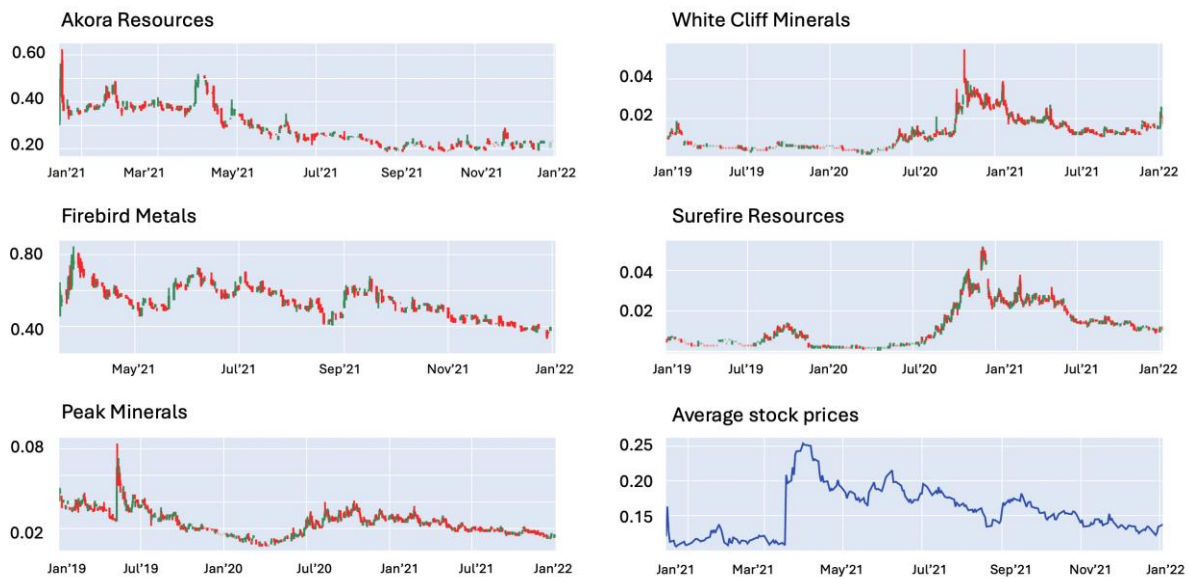 Akora Resources
0.60
0.40
0.20
Jan'21 Mar'21 May'21 Jul'21 Sep'21 Nov'21 Jan'22
White Cliff Minerals
0.04
0.02
Jan'19 Jul'19 Jan'20 Jul'20 Jan'21 Jul'21 Jan'22
Firebird Metals
0.80
0.40
May'21 Jul'21 Sep'21 Nov'21 Jan'22
Surefire Resources
0.04
0.02
Jan'19 Jul'19 Jan'20 Jul'20 Jan'21 Jul'21 Jan'22
Peak Minerals
0.08
0.02
Jan'19 Jul'19 Jan'20 Jul'20 Jan'21 Jul'21 Jan'22
Average stock prices
0.25
0.20
0.15
Jan'21 Mar'21 May'21 Sep'21 Nov'21 Jan'22